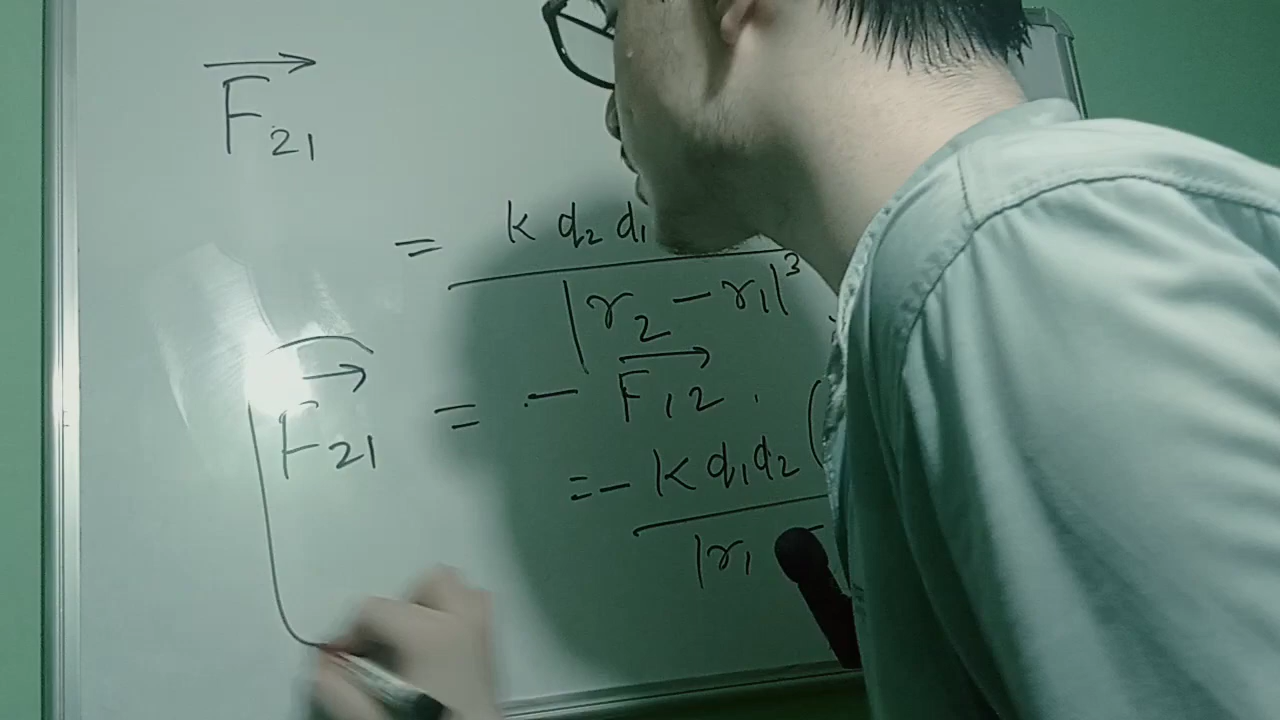 F₂₁
= k q₂ q₁
|r₂ - r₁|³
F₂₁ = - F₁₂ .
= - k q₁ q₂ (
|r₁